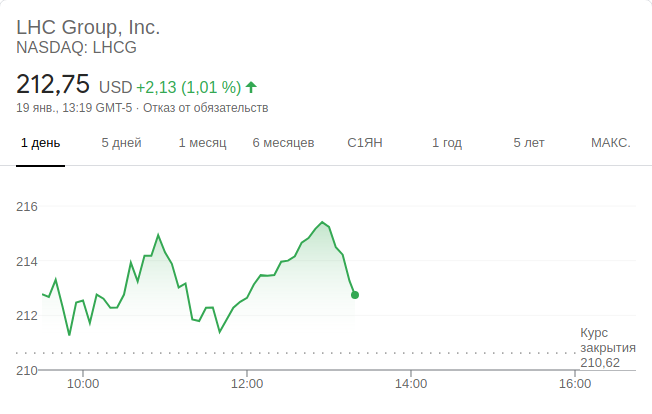 LHC Group, Inc.
NASDAQ: LHCG
212,75 USD +2,13 (1,01 %)
19 янв., 13:19 GMT-5 · Отказ от обязательств
1 день 5 дней 1 месяц 6 месяцев С1ЯН 1 год 5 лет МАКС.
216
214
212
Курс
закрытия
210,62
210
10:00 12:00 14:00 16:00